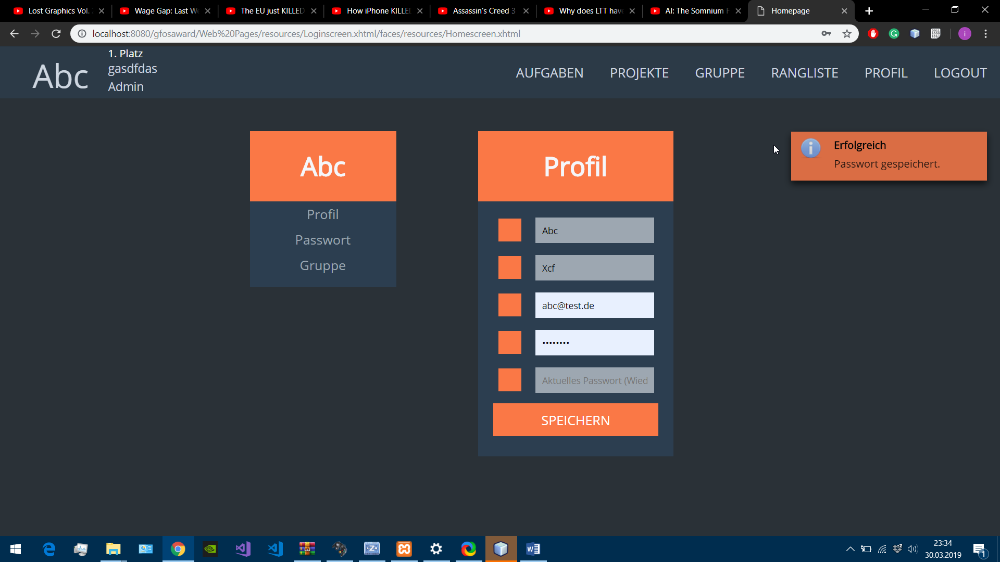 Lost Graphics Vol.
Wage Gap: Last W
The EU just KILLED
How iPhone KILLE
Assassin's Creed 3
Why does LTT hav
AI: The Somnium F
Homepage
localhost:8080/gfosaward/Web%20Pages/resources/Loginscreen.xhtml/faces/resources/Homescreen.xhtml
Abc
1. Platz
gasdfdas
Admin
AUFGABEN
PROJEKTE
GRUPPE
RANGLISTE
PROFIL
LOGOUT
Abc
Profil
Passwort
Gruppe
Profil
Abc
Xcf
abc@test.de
••••••••
Aktuelles Passwort (Wied
SPEICHERN
Erfolgreich
Passwort gespeichert.
23:34
30.03.2019
1